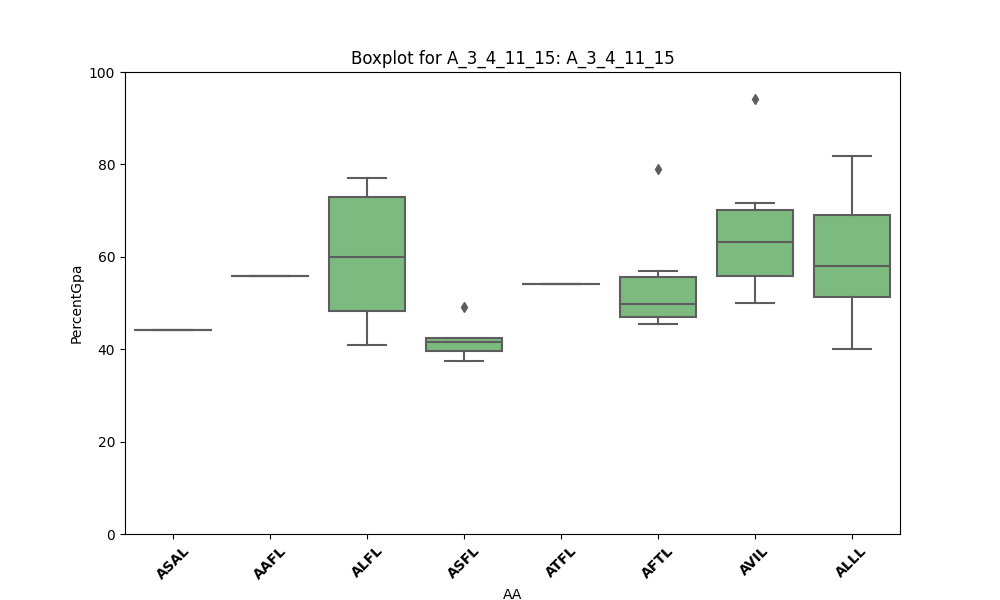 Boxplot for A_3_4_11_15: A_3_4_11_15
100
80
60
40
20
0
PercentGpa
ASAL
AAFL
ALFL
ASFL
ATFL
AFTL
AVIL
ALLL
AA